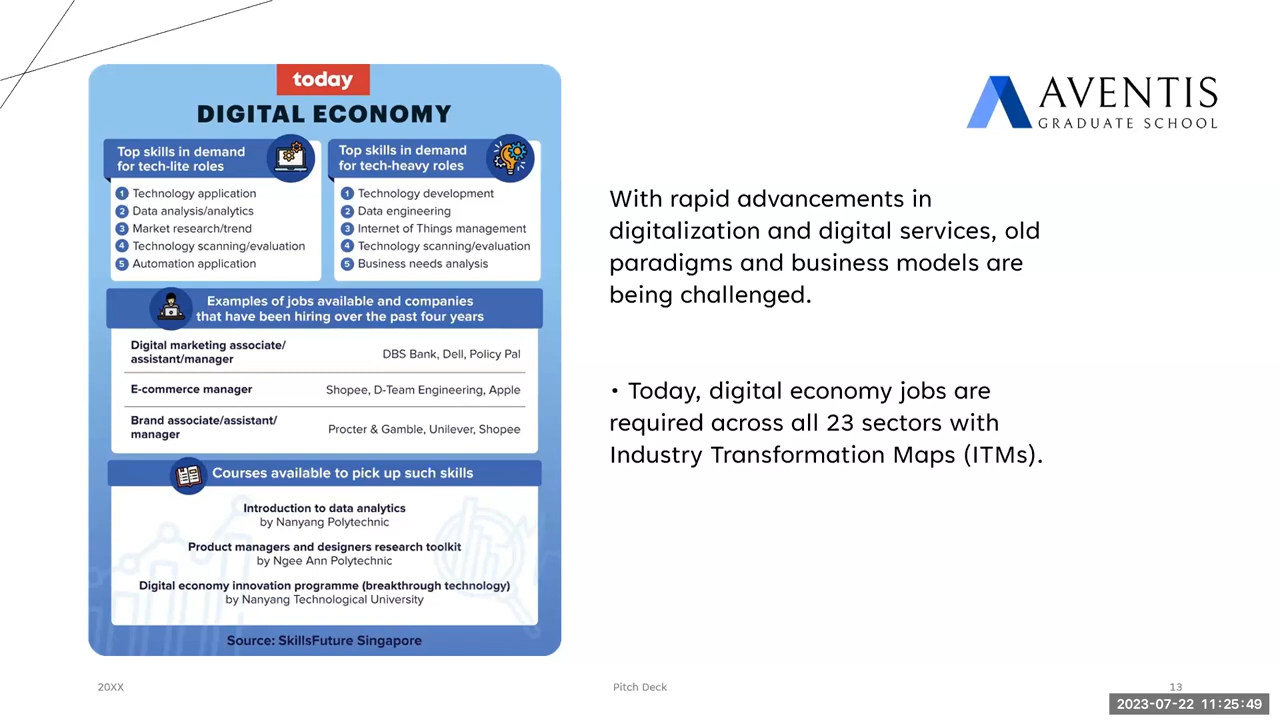 today
DIGITAL ECONOMY
Top skills in demand
for tech-lite roles
1 Technology application
2 Data analysis/analytics
3 Market research/trend
4 Technology scanning/evaluation
5 Automation application
Top skills in demand
for tech-heavy roles
1 Technology development
2 Data engineering
3 Internet of Things management
4 Technology scanning/evaluation
5 Business needs analysis
Examples of jobs available and companies
that have been hiring over the past four years
Digital marketing associate/
assistant/manager
DBS Bank, Dell, Policy Pal
E-commerce manager
Shopee, D-Team Engineering, Apple
Brand associate/assistant/
manager
Procter & Gamble, Unilever, Shopee
Courses available to pick up such skills
Introduction to data analytics
by Nanyang Polytechnic
Product managers and designers research toolkit
by Ngee Ann Polytechnic
Digital economy innovation programme (breakthrough technology)
by Nanyang Technological University
Source: SkillsFuture Singapore
AVENTIS
GRADUATE SCHOOL
With rapid advancements in
digitalization and digital services, old
paradigms and business models are
being challenged.
• Today, digital economy jobs are
required across all 23 sectors with
Industry Transformation Maps (ITMs).
20XX
Pitch Deck
13
2023-07-22 11:25:49